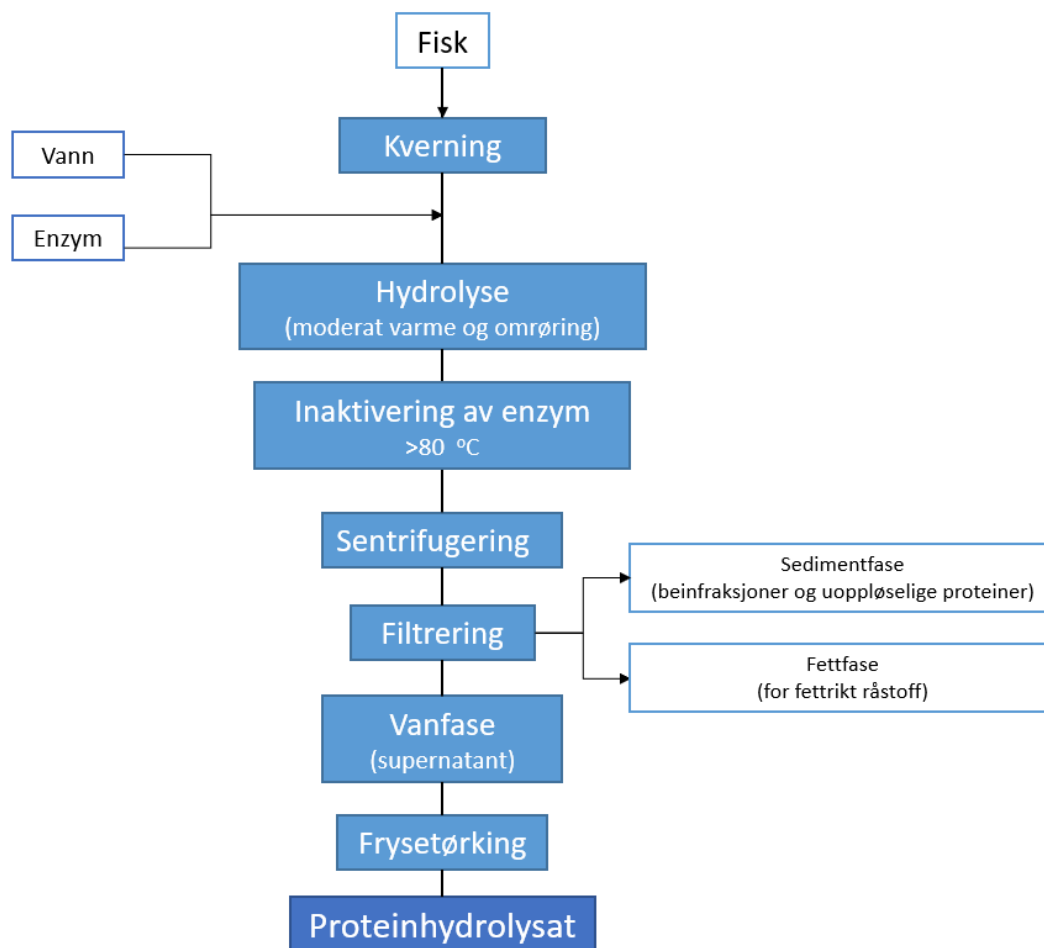 Fisk
Kverning
Vann
Enzym
Hydrolyse
(moderat varme og omrøring)
Inaktivering av enzym
>80 °C
Sentrifugering
Sedimentfase
(beinfraksjoner og uoppløselige proteiner)
Filtrering
Fettfase
(for fettrikt råstoff)
Vanfase
(supernatant)
Frysetørking
Proteinhydrolysat